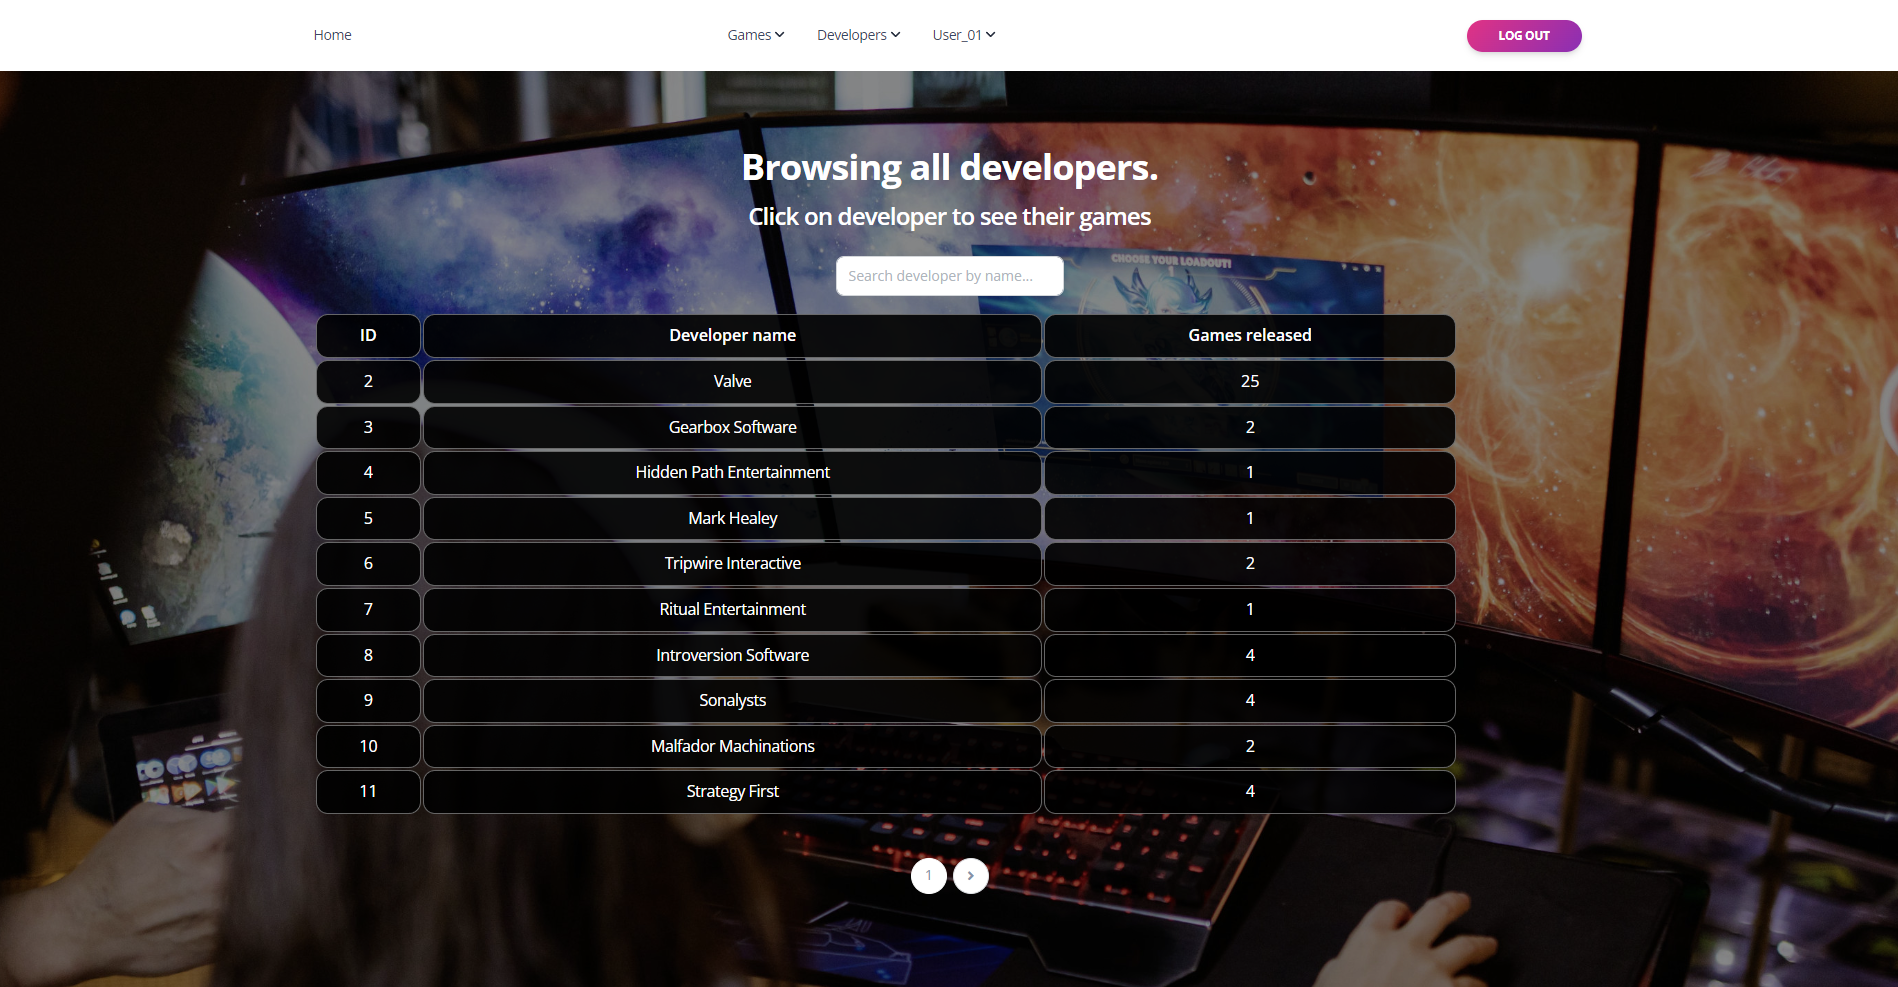 Home Games Developers User_01 LOG OUT
Browsing all developers.
Click on developer to see their games
CHOOSE YOUR LOADOUT!
Search developer by name...
ID Developer name Games released
2 Valve 25
3 Gearbox Software 2
4 Hidden Path Entertainment 1
5 Mark Healey 1
6 Tripwire Interactive 2
7 Ritual Entertainment 1
8 Introversion Software 4
9 Sonalysts 4
10 Malfador Machinations 2
11 Strategy First 4
1